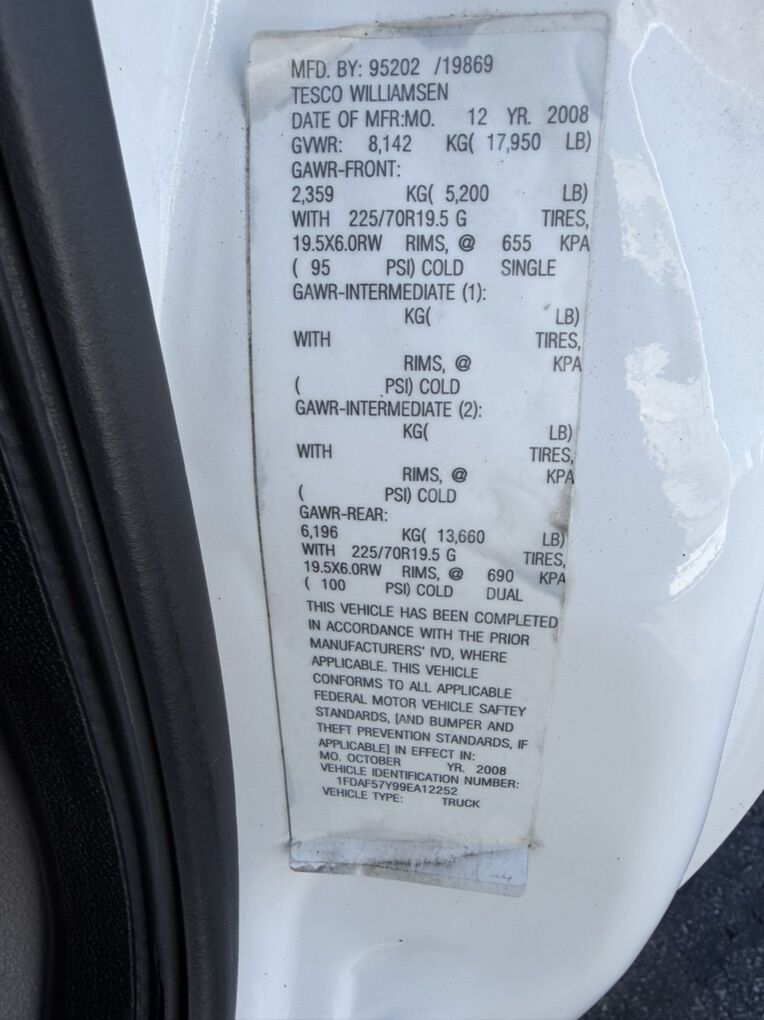 MFD. BY: 95202 /19869
TESCO WILLIAMSEN
DATE OF MFR:MO. 12 YR. 2008
GVWR: 8,142 KG( 17,950 LB)
GAWR-FRONT:
2,359 KG( 5,200 LB)
WITH 225/70R19.5 G TIRES,
19.5X6.0RW RIMS, @ 655 KPA
( 95 PSI) COLD SINGLE
GAWR-INTERMEDIATE (1):
KG( LB)
WITH TIRES,
RIMS, @ KPA
( PSI) COLD
GAWR-INTERMEDIATE (2):
KG( LB)
WITH TIRES,
RIMS, @ KPA
( PSI) COLD
GAWR-REAR:
6,196 KG( 13,660 LB)
WITH 225/70R19.5 G TIRES,
19.5X6.0RW RIMS, @ 690 KPA
( 100 PSI) COLD DUAL
THIS VEHICLE HAS BEEN COMPLETED
IN ACCORDANCE WITH THE PRIOR
MANUFACTURERS' IVD, WHERE
APPLICABLE. THIS VEHICLE
CONFORMS TO ALL APPLICABLE
FEDERAL MOTOR VEHICLE SAFTEY
STANDARDS, [AND BUMPER AND
THEFT PREVENTION STANDARDS, IF
APPLICABLE] IN EFFECT IN:
MO. OCTOBER YR. 2008
VEHICLE IDENTIFICATION NUMBER:
1FDAF57Y99EA12252
VEHICLE TYPE: TRUCK